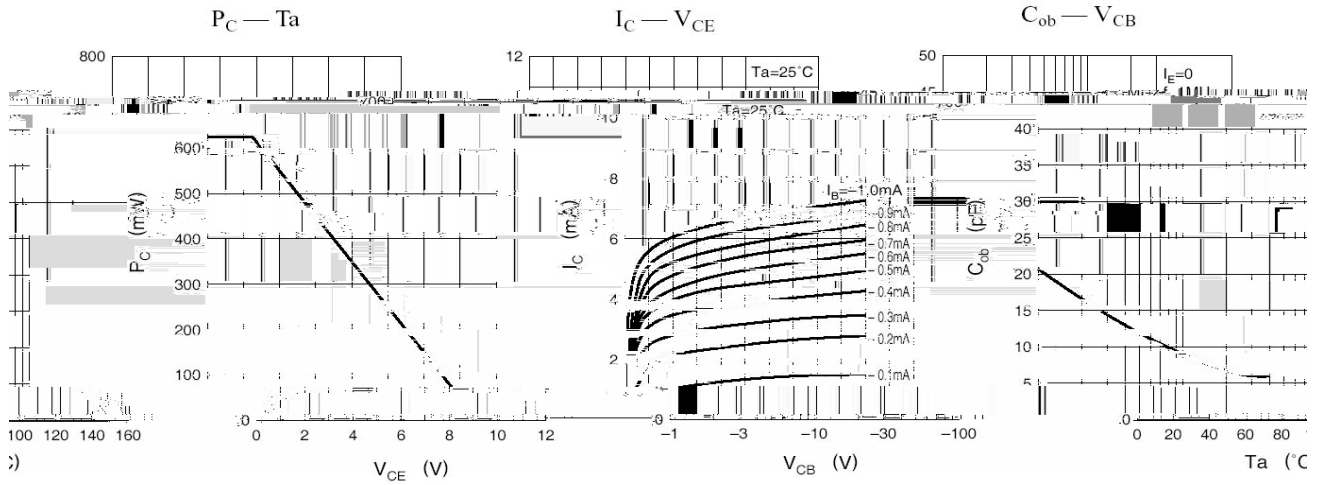 P_C — Ta
I_C — V_CE
C_ob — V_CB
800
12
50
Ta=25˚C
I_E=0
Ta=25˚C
10
40
600
35
8
I_B=−1.0mA
500
30
−0.9mA
P_C (mW)
I_C (mA)
C_ob (pF)
−0.8mA
400
6
25
−0.7mA
−0.6mA
−0.5mA
20
300
4
−0.4mA
15
−0.3mA
200
2
−0.2mA
10
100
−0.1mA
5
0
0
0
100 120 140 160
0 2 4 6 8 10 12
−1 −3 −10 −30 −100
0 20 40 60 80
V_CE (V)
V_CB (V)
Ta (˚C